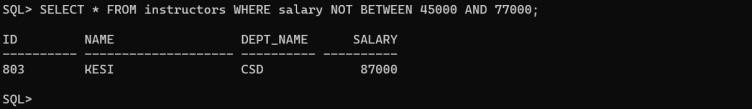 SQL> SELECT * FROM instructors WHERE salary NOT BETWEEN 45000 AND 77000;
ID         NAME                 DEPT_NAME      SALARY
---------- -------------------- ---------- ----------
803        KESI                 CSD             87000
SQL>